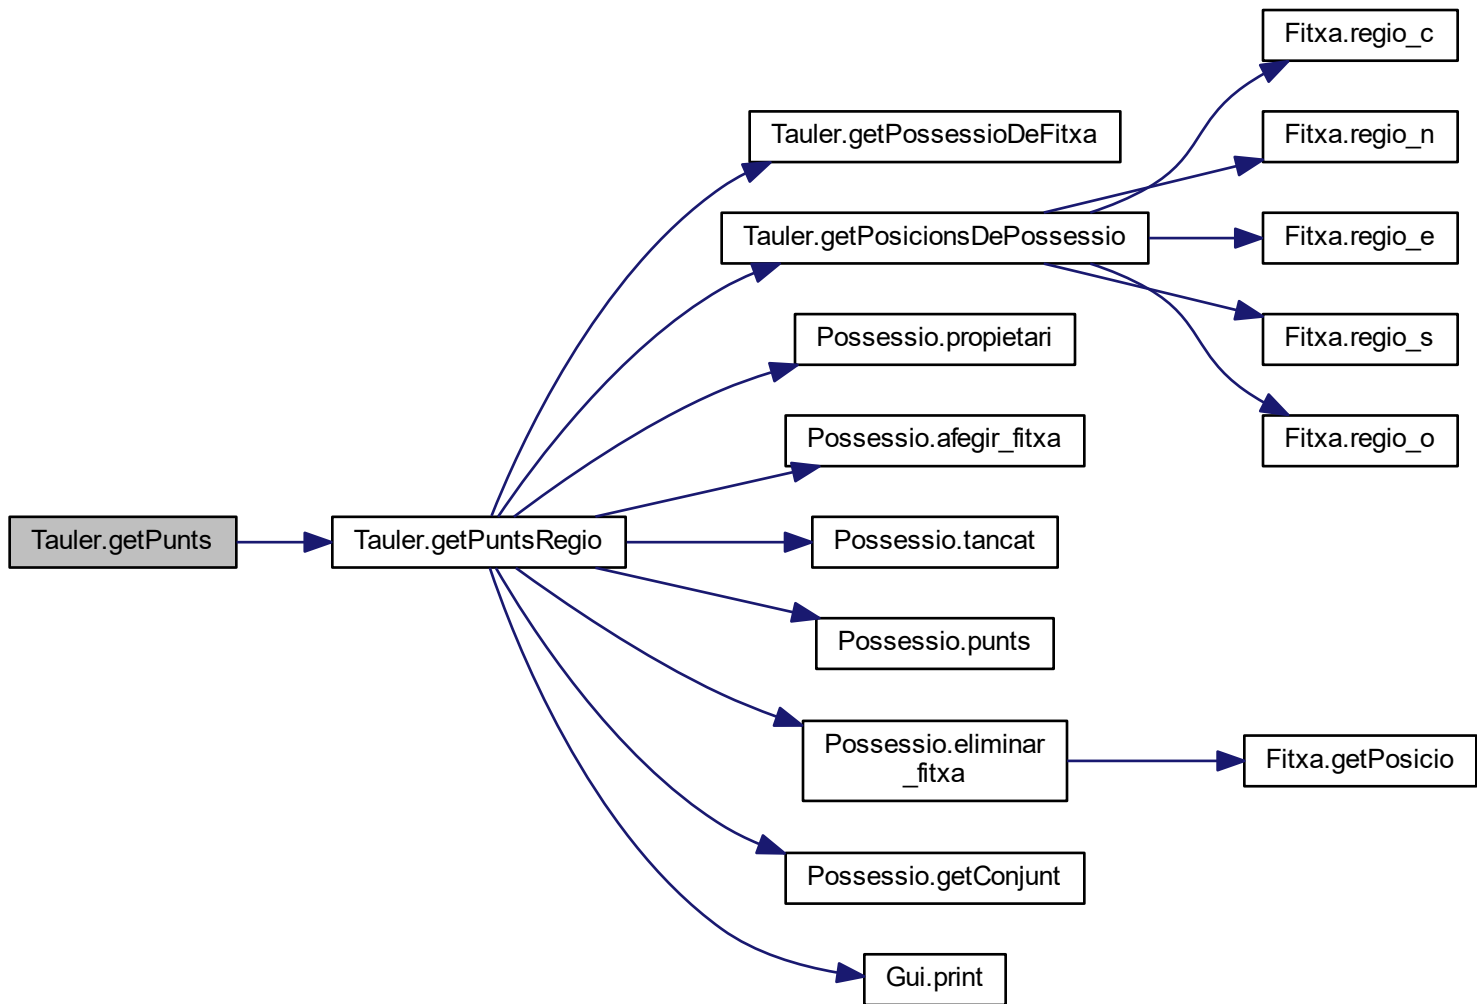 Tauler.getPunts
Tauler.getPuntsRegio
Tauler.getPossessioDeFitxa
Tauler.getPosicionsDePossessio
Possessio.propietari
Possessio.afegir_fitxa
Possessio.tancat
Possessio.punts
Possessio.eliminar
_fitxa
Possessio.getConjunt
Gui.print
Fitxa.regio_c
Fitxa.regio_n
Fitxa.regio_e
Fitxa.regio_s
Fitxa.regio_o
Fitxa.getPosicio